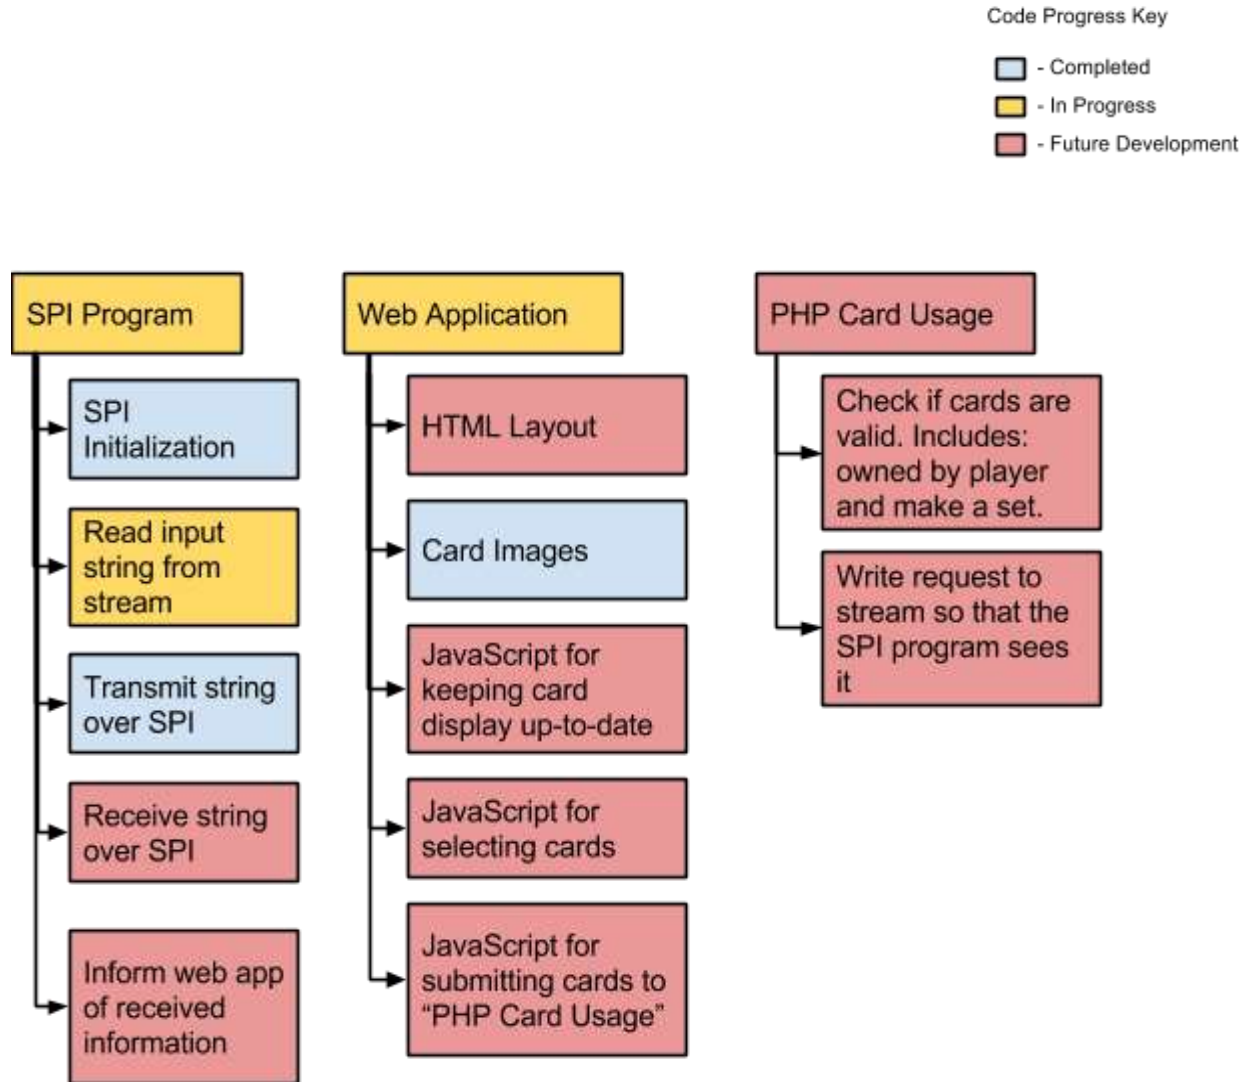 Code Progress Key
- Completed
- In Progress
- Future Development
SPI Program
SPI
Initialization
Read input
string from
stream
Transmit string
over SPI
Receive string
over SPI
Inform web app
of received
information
Web Application
HTML Layout
Card Images
JavaScript for
keeping card
display up-to-date
JavaScript for
selecting cards
JavaScript for
submitting cards to
“PHP Card Usage”
PHP Card Usage
Check if cards are
valid. Includes:
owned by player
and make a set.
Write request to
stream so that the
SPI program sees
it